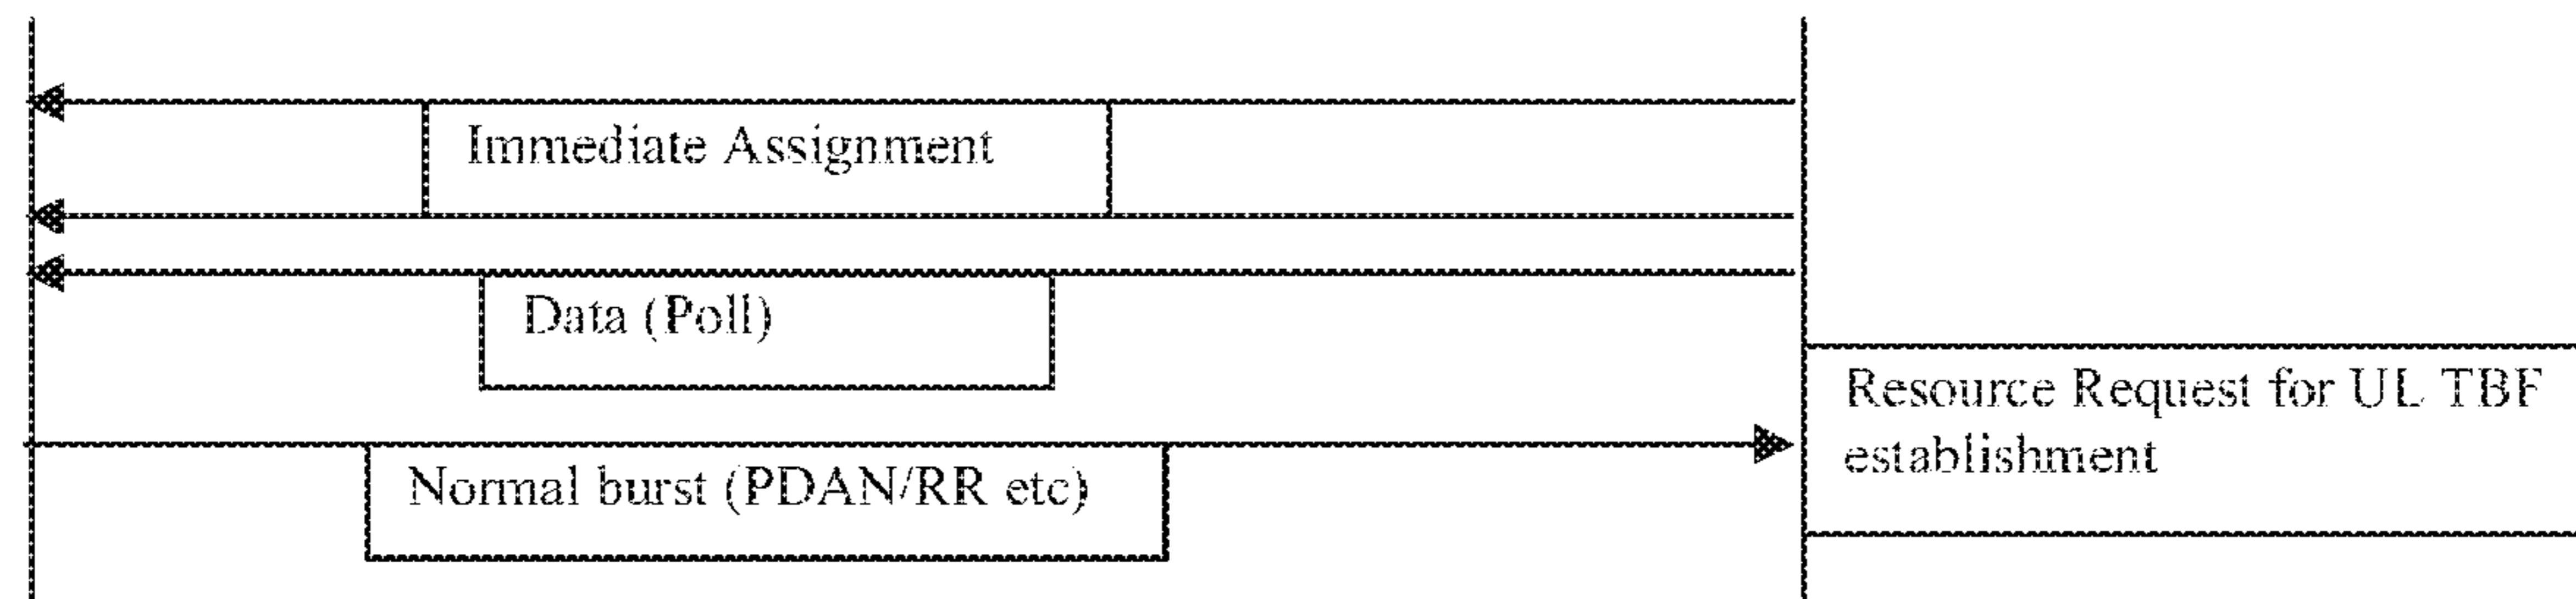 Immediate Assignment
Data (Poll)
Resource Request for UL TBF
establishment
Normal burst (PDAN/RR etc)